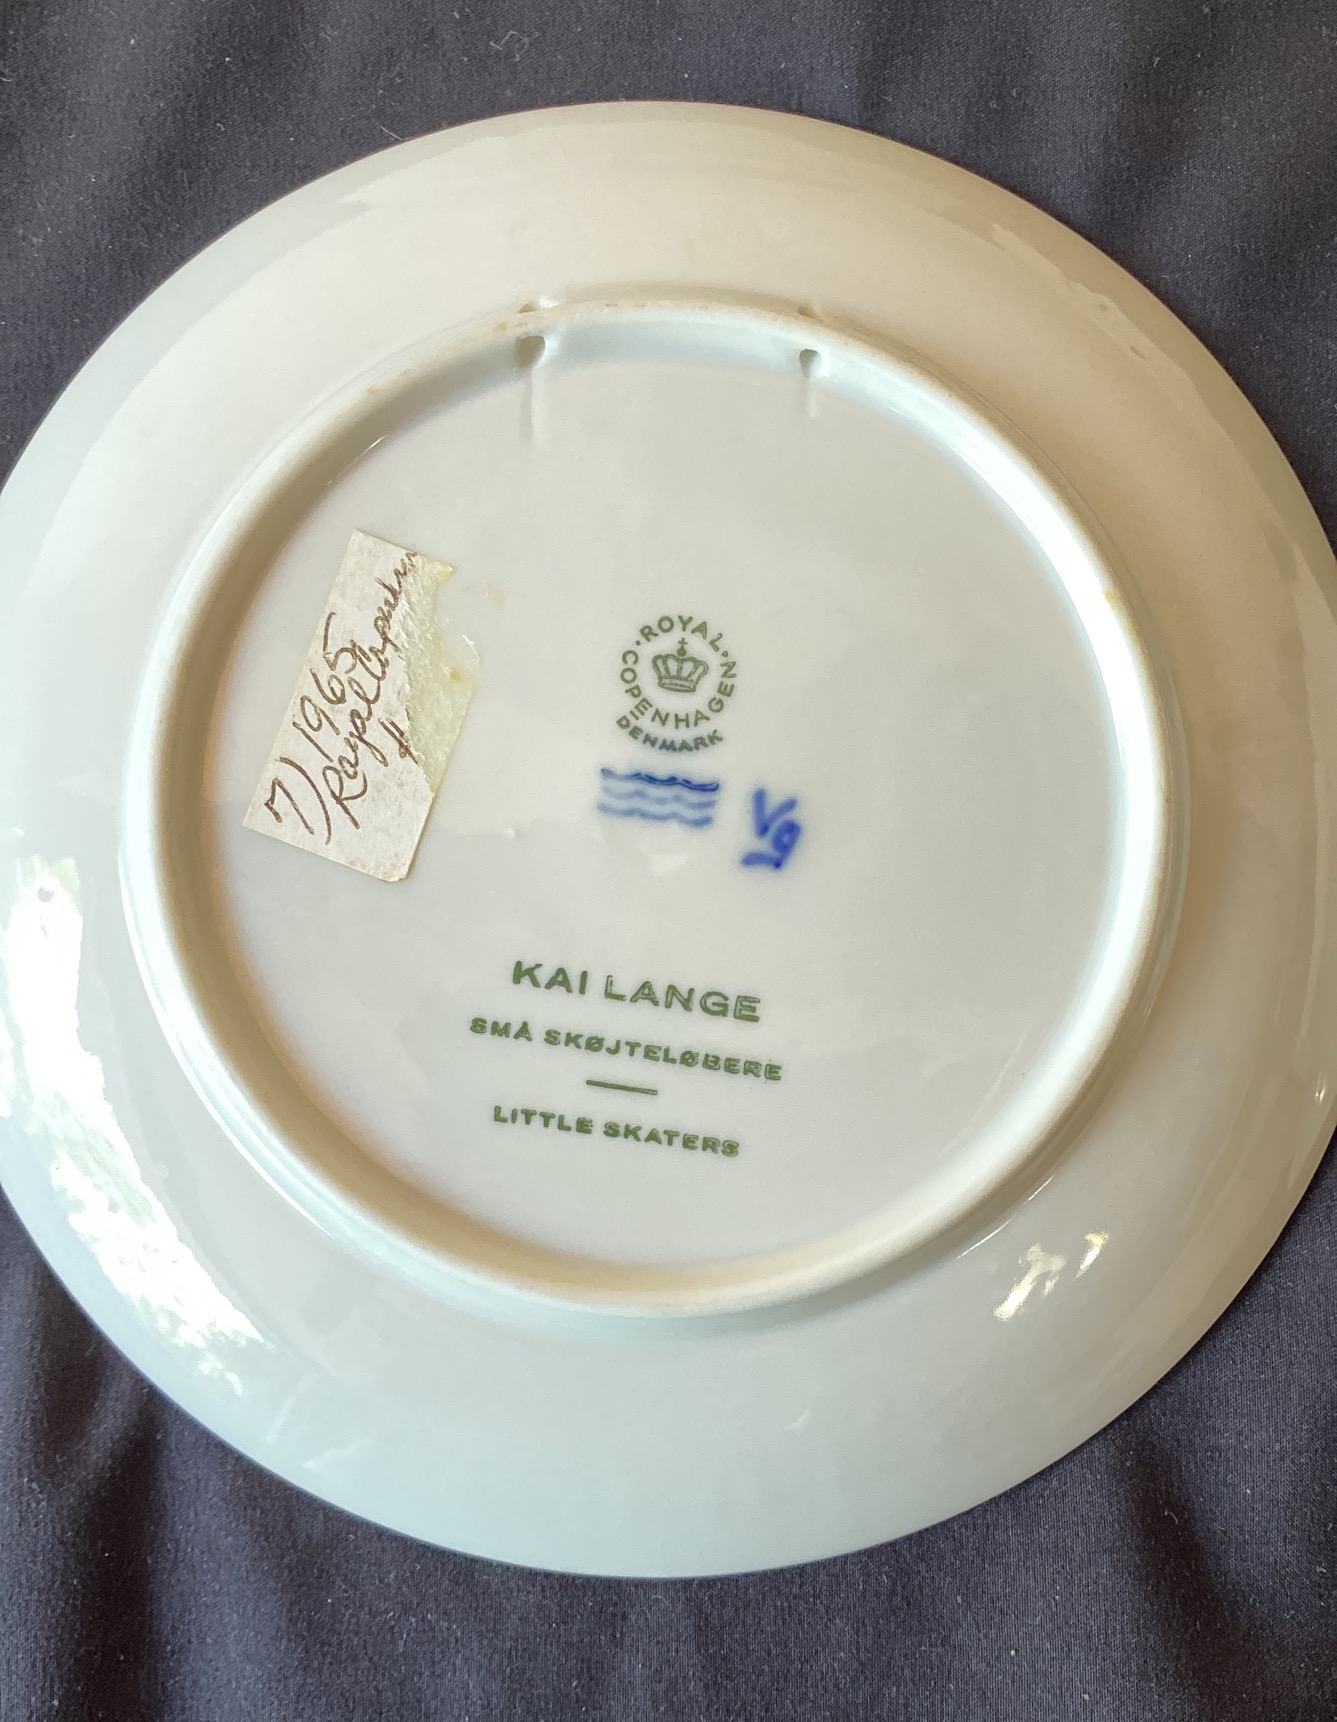 7) 1965
Royal Copenhagen
ROYAL
COPENHAGEN
DENMARK
KAI LANGE
SMÅ SKØJTELØBERE
LITTLE SKATERS